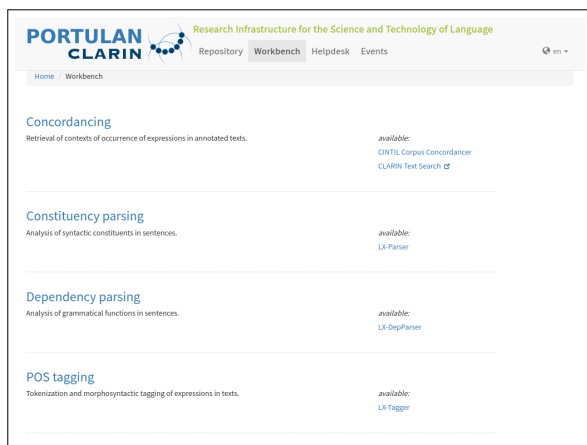 PORTULAN
CLARIN
Research Infrastructure for the Science and Technology of Language
Repository Workbench Helpdesk Events
en
Home / Workbench
Concordancing
Retrieval of contexts of occurrence of expressions in annotated texts.
available:
CINTIL Corpus Concordancer
CLARIN Text Search
Constituency parsing
Analysis of syntactic constituents in sentences.
available:
LX-Parser
Dependency parsing
Analysis of grammatical functions in sentences.
available:
LX-DepParser
POS tagging
Tokenization and morphosyntactic tagging of expressions in texts.
available:
LX-Tagger